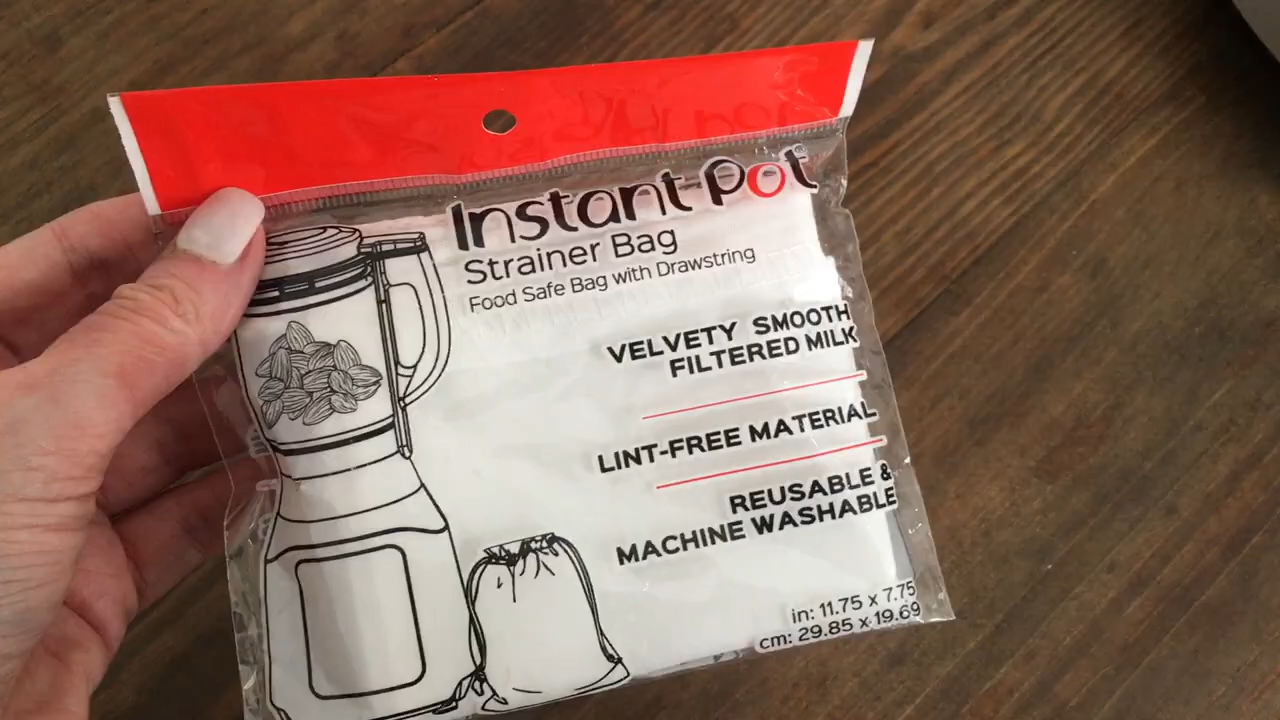 Instant Pot
Strainer Bag
Food Safe Bag with Drawstring
VELVETY SMOOTH
FILTERED MILK
LINT-FREE MATERIAL
REUSABLE &
MACHINE WASHABLE
in: 11.75 x 7.75
cm: 29.85 x 19.69